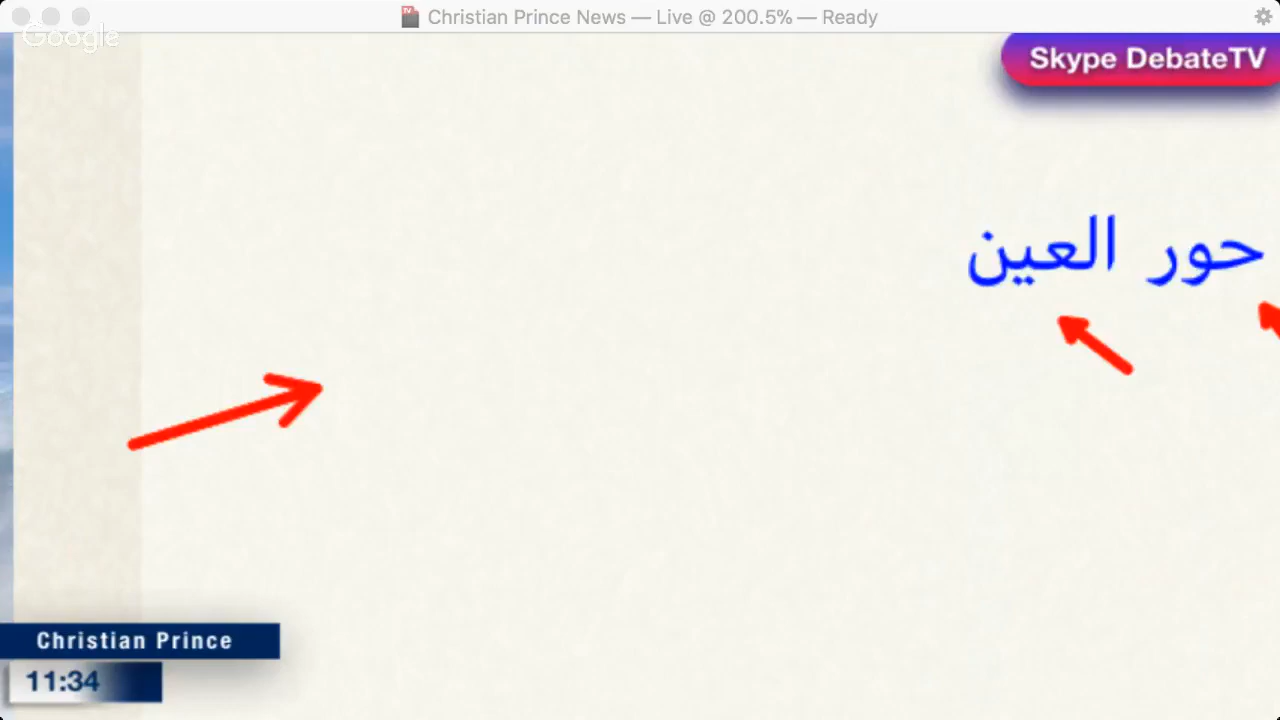 Christian Prince News — Live @ 200.5% — Ready
Google
Skype DebateTV
حور العين
Christian Prince
11:34